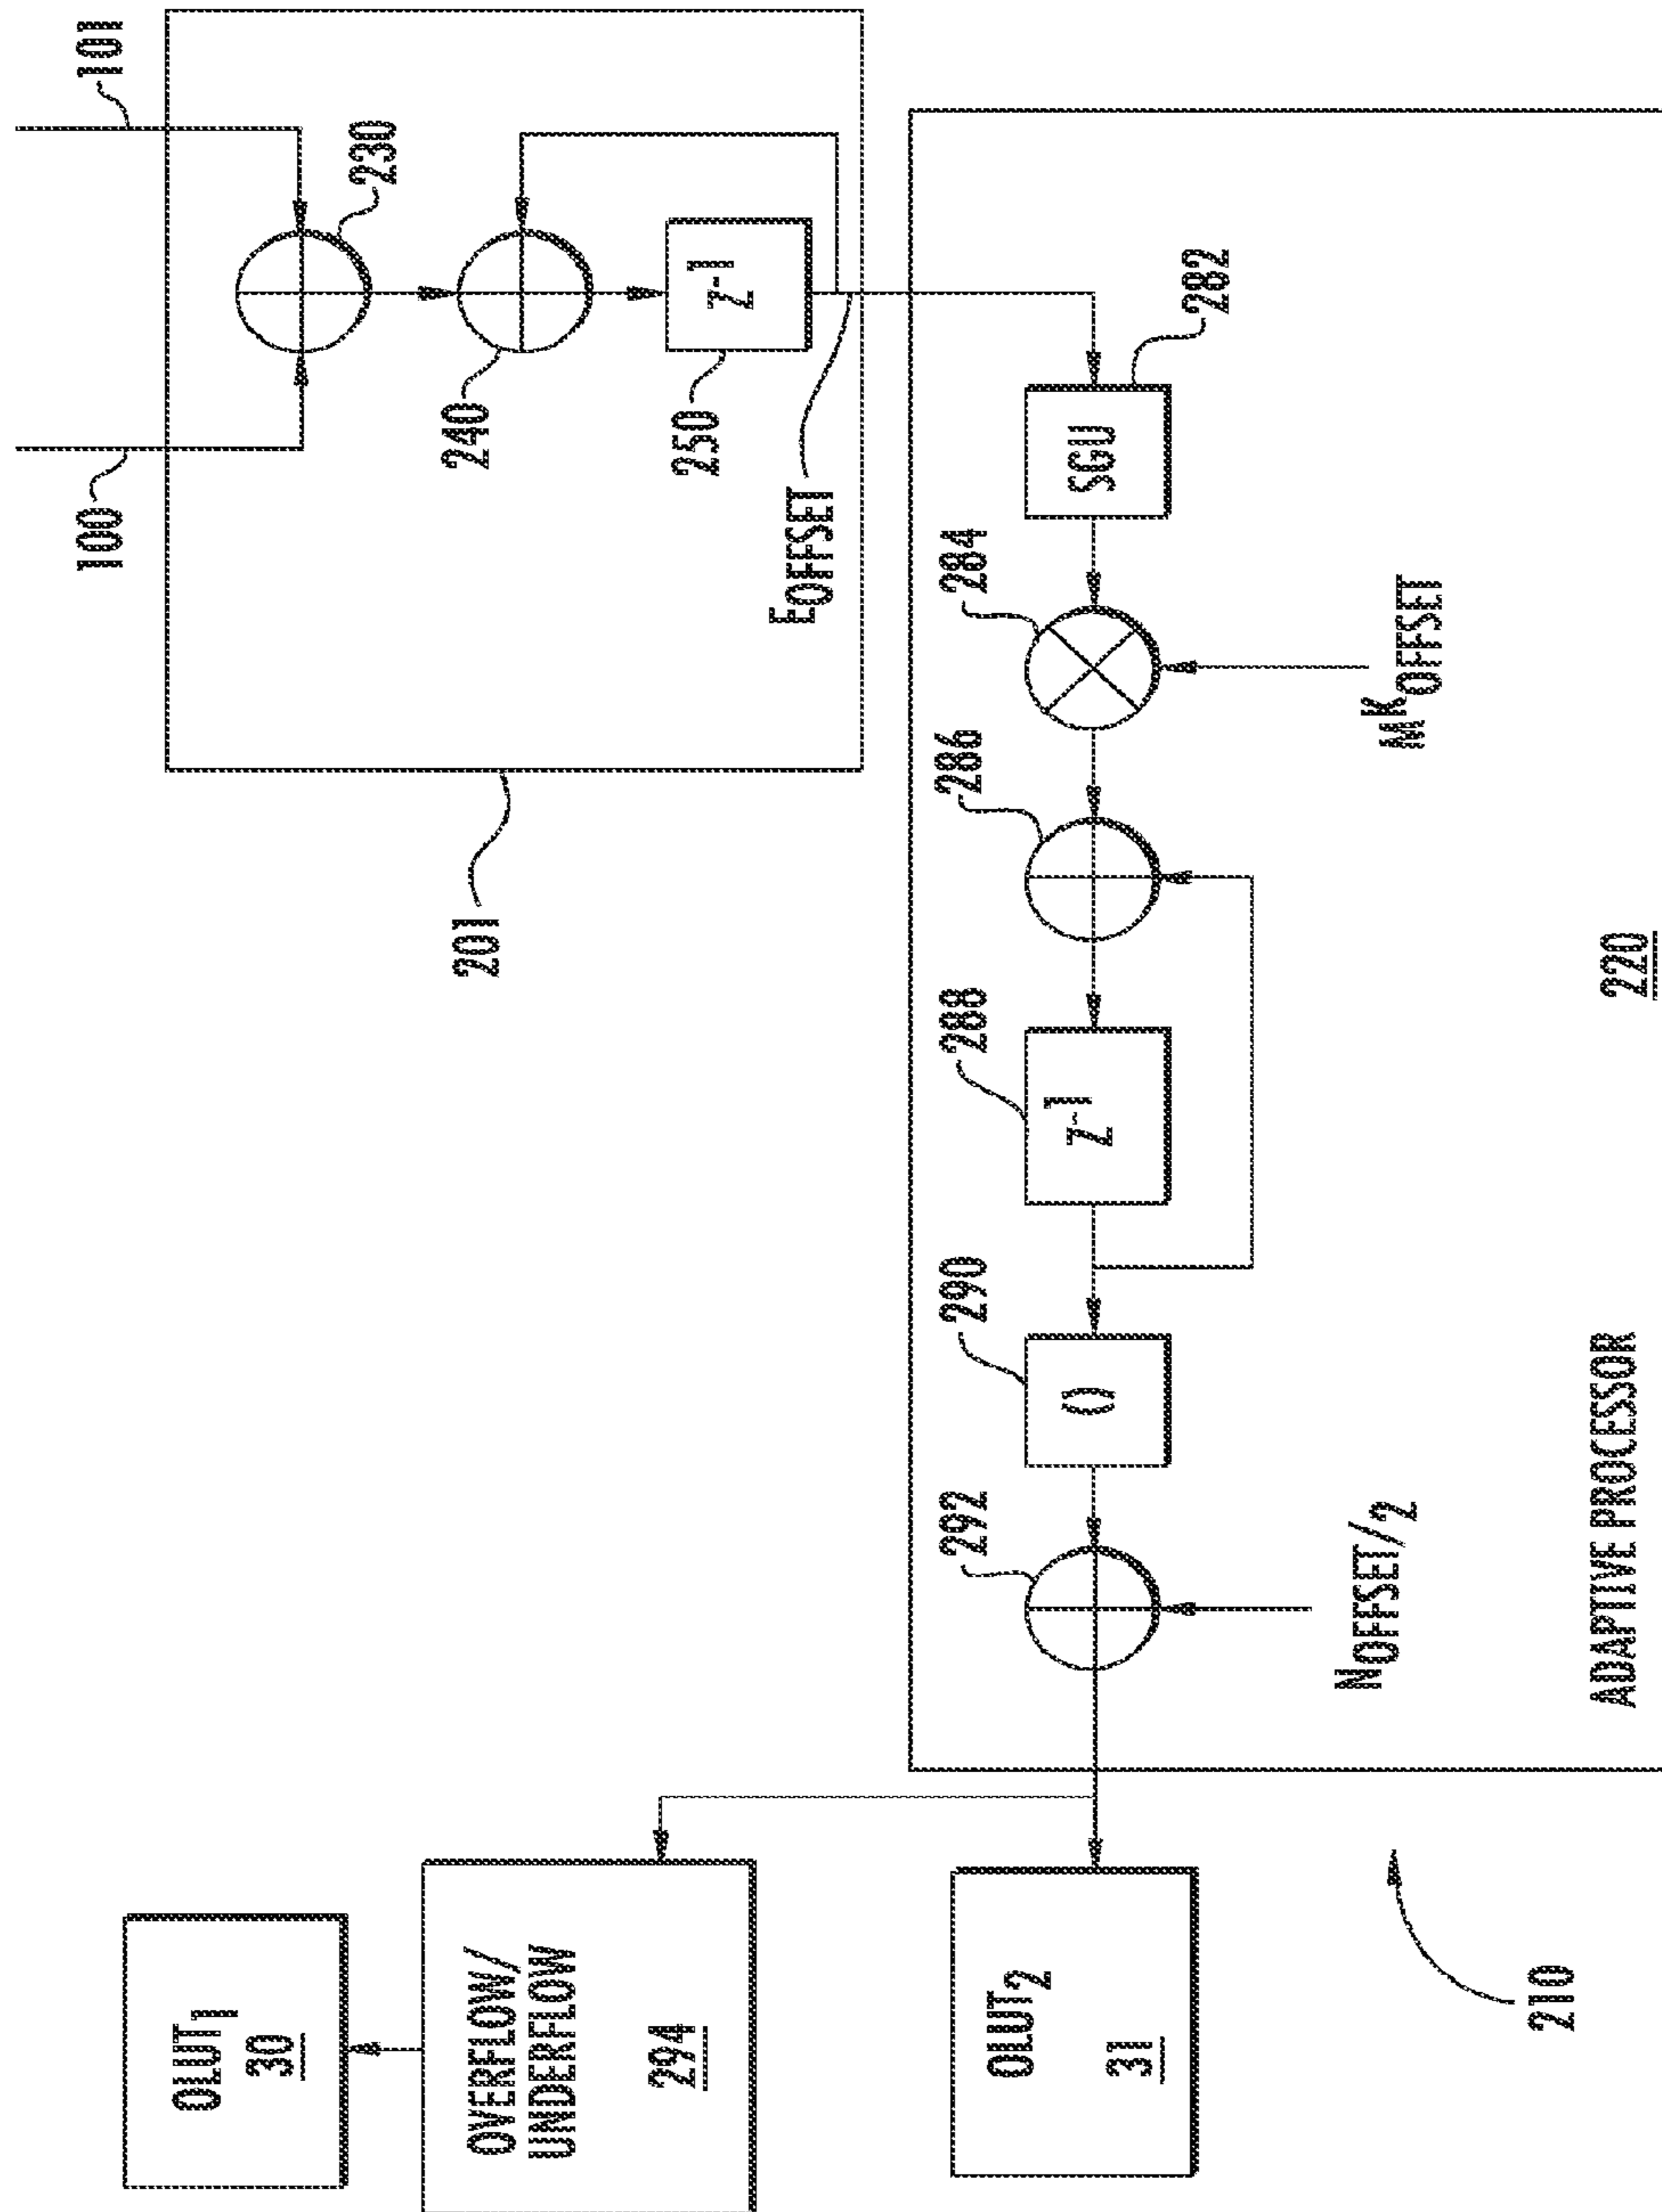 100
101
OLUT1
30
230
240
OVERFLOW/
UNDERFLOW
294
Z-1
250
EOFFSET
201
292
290
288
286
284
OLUT2
31
()
Z-1
SGU
282
NOFFSET/2
MKOFFSET
210
ADAPTIVE PROCESSOR
220